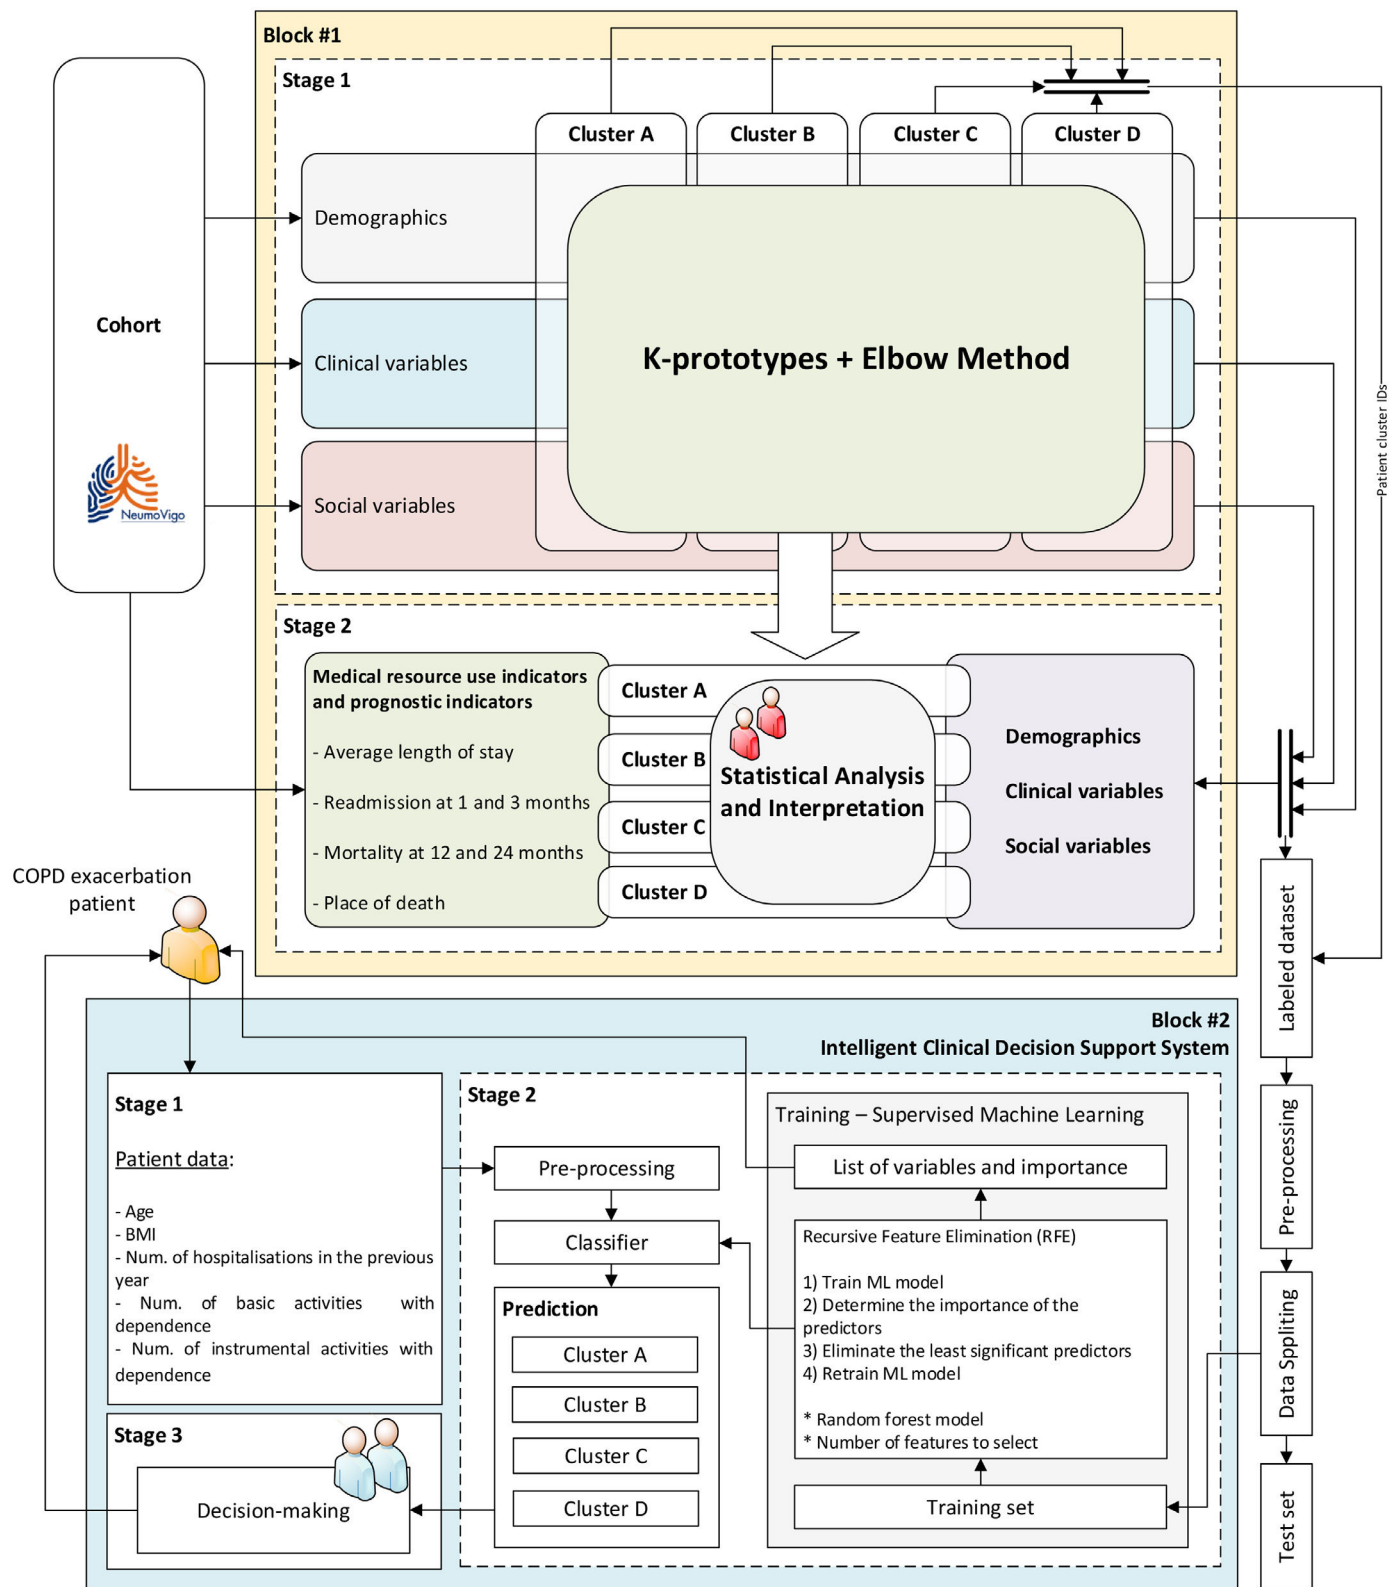 Block #1
Stage 1
Cluster A
Cluster B
Cluster C
Cluster D
Demographics
Clinical variables
Social variables
K-prototypes + Elbow Method
Cohort
NeumoVigo
Patient cluster IDs
Stage 2
Medical resource use indicators
and prognostic indicators
- Average length of stay
- Readmission at 1 and 3 months
- Mortality at 12 and 24 months
- Place of death
Cluster A
Cluster B
Cluster C
Cluster D
Statistical Analysis
and Interpretation
Demographics
Clinical variables
Social variables
COPD exacerbation
patient
Labeled dataset
Pre-processing
Data Sppliting
Test set
Block #2
Intelligent Clinical Decision Support System
Stage 1
Patient data:
- Age
- BMI
- Num. of hospitalisations in the previous
year
- Num. of basic activities with
dependence
- Num. of instrumental activities with
dependence
Stage 2
Pre-processing
Classifier
Prediction
Cluster A
Cluster B
Cluster C
Cluster D
Training – Supervised Machine Learning
List of variables and importance
Recursive Feature Elimination (RFE)
1) Train ML model
2) Determine the importance of the
predictors
3) Eliminate the least significant predictors
4) Retrain ML model
* Random forest model
* Number of features to select
Training set
Stage 3
Decision-making